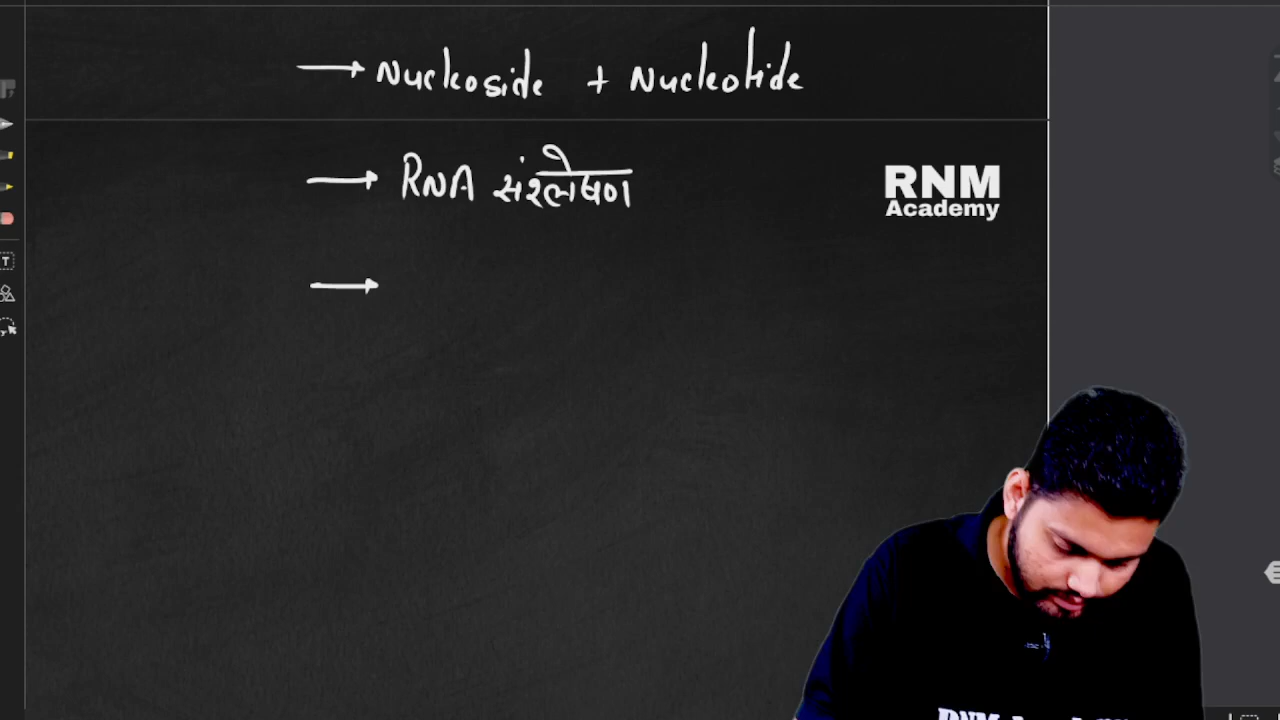 → Nucleoside + Nucleotide
→ RNA संश्लेषण
→
RNM
Academy
T